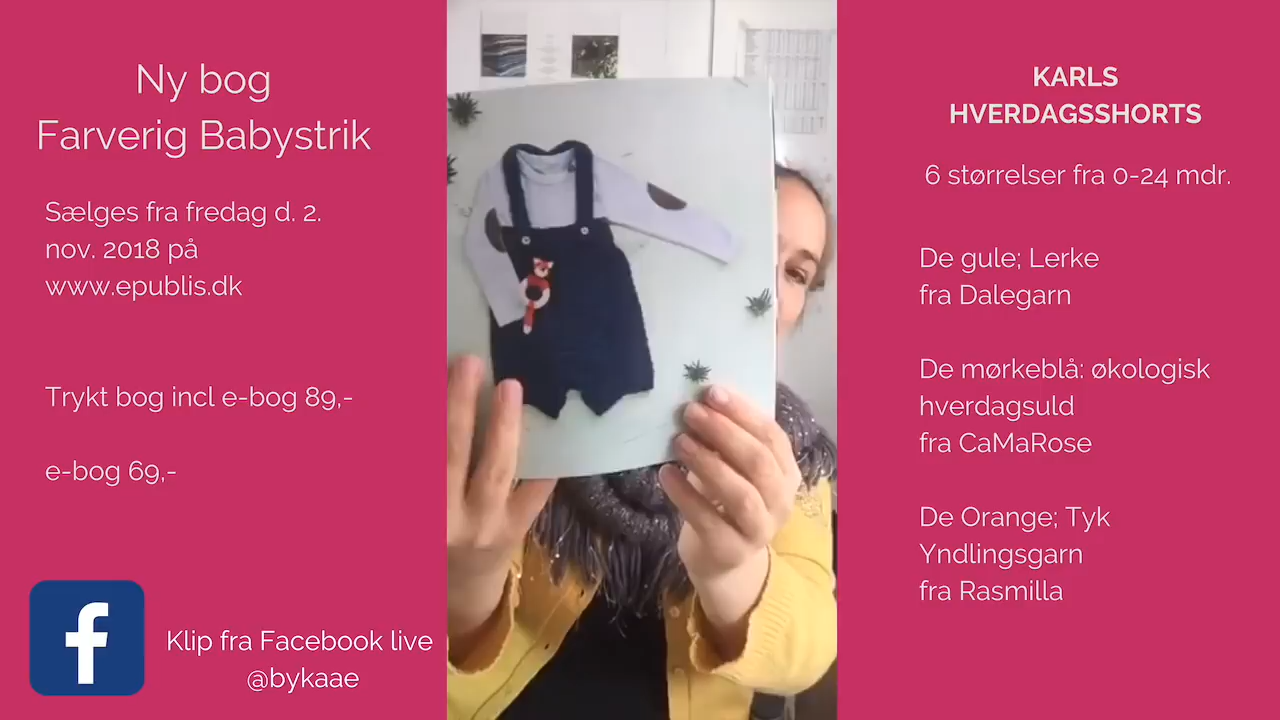 Ny bog
Farverig Babystrik
Sælges fra fredag d. 2.
nov. 2018 på
www.epublis.dk
Trykt bog incl e-bog 89,-
e-bog 69,-
f
Klip fra Facebook live
@bykaae
KARLS
HVERDAGSSHORTS
6 størrelser fra 0-24 mdr.
De gule; Lerke
fra Dalegarn
De mørkeblå: økologisk
hverdagsuld
fra CaMaRose
De Orange; Tyk
Yndlingsgarn
fra Rasmilla